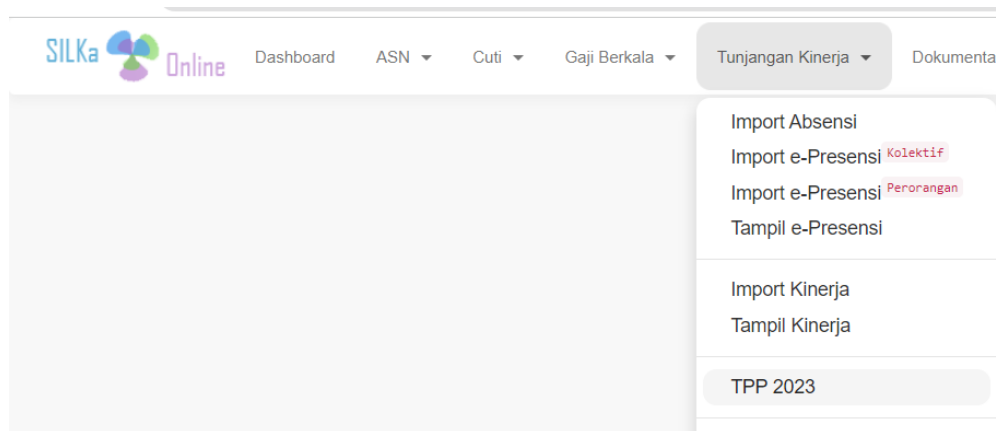 SILKa Online
Dashboard
ASN
Cuti
Gaji Berkala
Tunjangan Kinerja
Dokumenta
Import Absensi
Import e-Presensi Kolektif
Import e-Presensi Perorangan
Tampil e-Presensi
Import Kinerja
Tampil Kinerja
TPP 2023